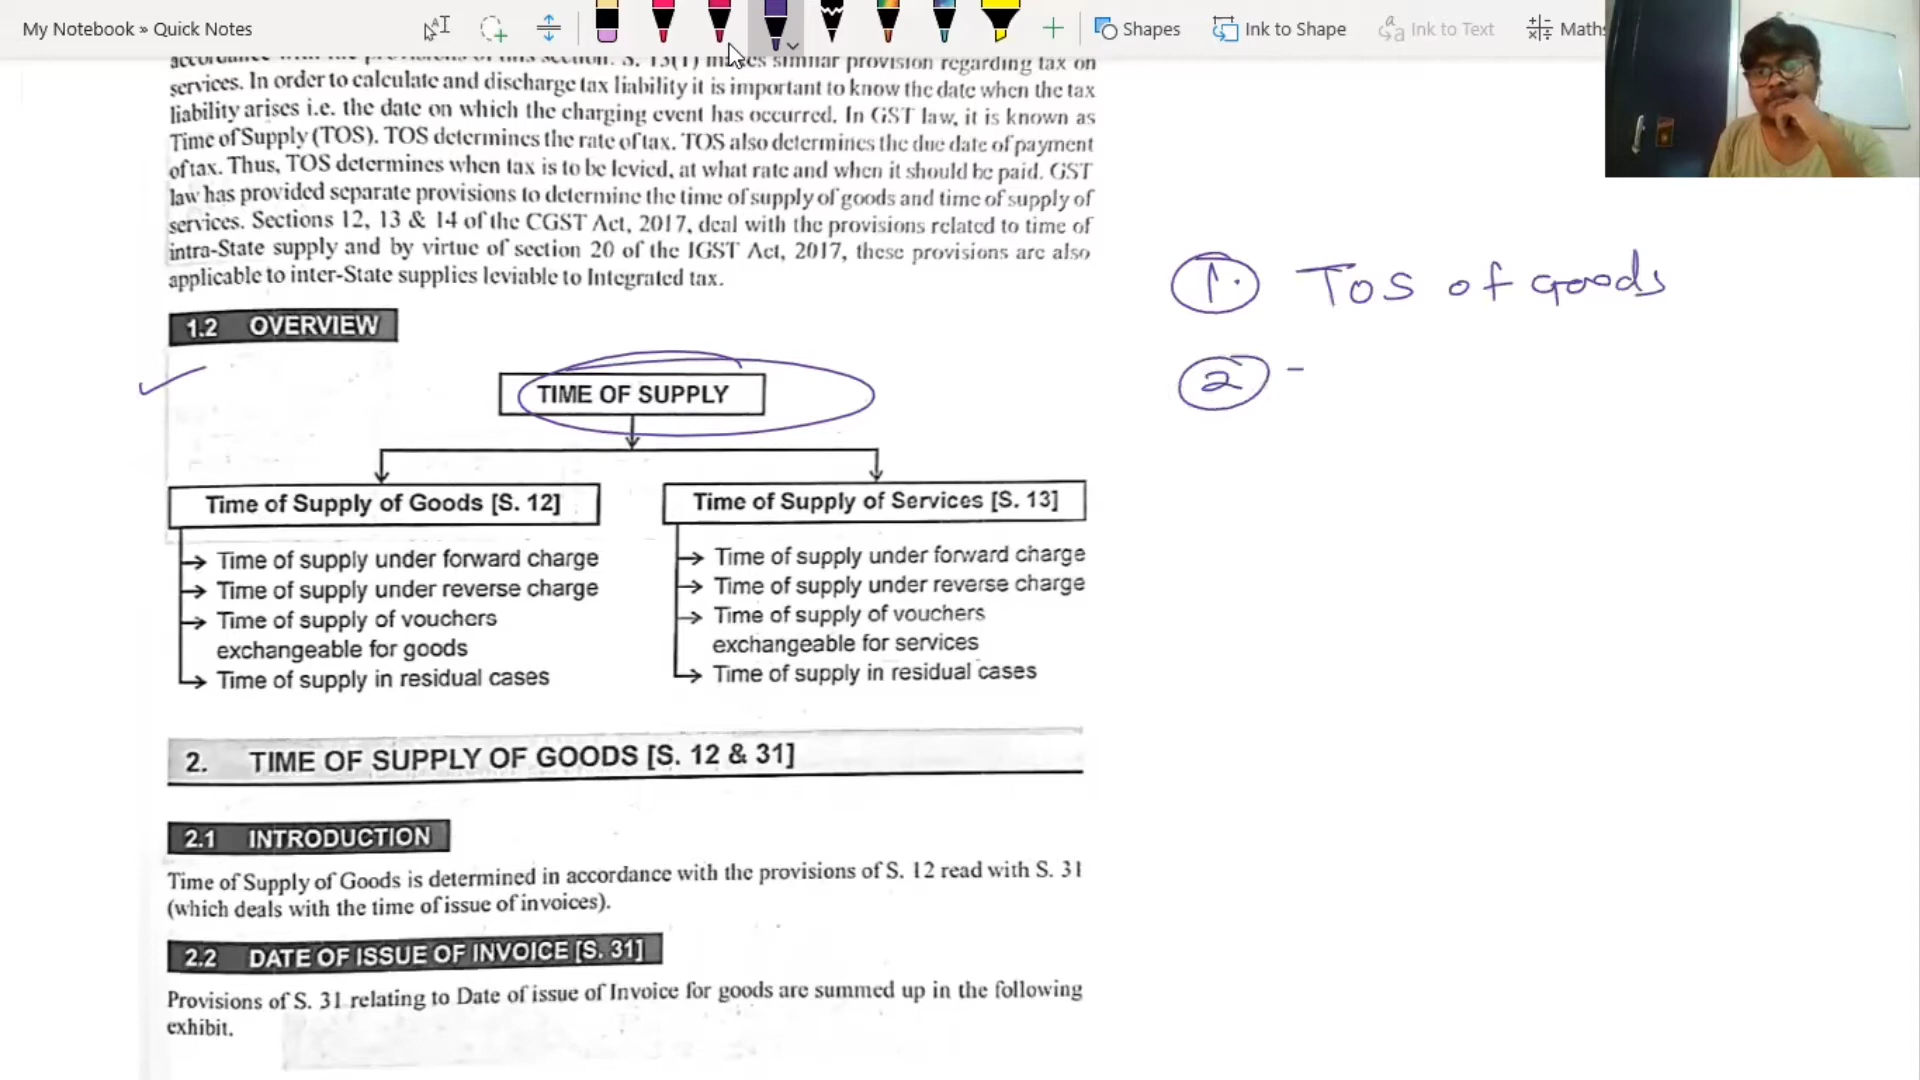 My Notebook » Quick Notes
Shapes
Ink to Shape
Ink to Text
Maths
accordance with the provisions of this section. S. 13(1) makes similar provision regarding tax on
services. In order to calculate and discharge tax liability it is important to know the date when the tax
liability arises i.e. the date on which the charging event has occurred. In GST law, it is known as
Time of Supply (TOS). TOS determines the rate of tax. TOS also determines the due date of payment
of tax. Thus, TOS determines when tax is to be levied, at what rate and when it should be paid. GST
law has provided separate provisions to determine the time of supply of goods and time of supply of
services. Sections 12, 13 & 14 of the CGST Act, 2017, deal with the provisions related to time of
intra-State supply and by virtue of section 20 of the IGST Act, 2017, these provisions are also
applicable to inter-State supplies leviable to Integrated tax.
1. TOS of Goods
2
1.2 OVERVIEW
TIME OF SUPPLY
Time of Supply of Goods [S. 12]
Time of supply under forward charge
Time of supply under reverse charge
Time of supply of vouchers
exchangeable for goods
Time of supply in residual cases
Time of Supply of Services [S. 13]
Time of supply under forward charge
Time of supply under reverse charge
Time of supply of vouchers
exchangeable for services
Time of supply in residual cases
2. TIME OF SUPPLY OF GOODS [S. 12 & 31]
2.1 INTRODUCTION
Time of Supply of Goods is determined in accordance with the provisions of S. 12 read with S. 31
(which deals with the time of issue of invoices).
2.2 DATE OF ISSUE OF INVOICE [S. 31]
Provisions of S. 31 relating to Date of issue of Invoice for goods are summed up in the following
exhibit.